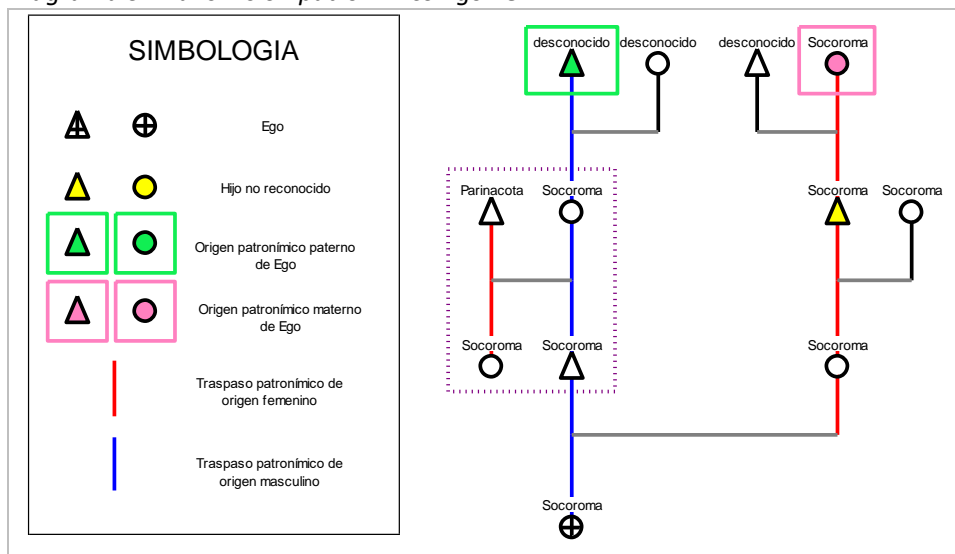 SIMBOLOGIA
Ego
Hijo no reconocido
Origen patronímico paterno
de Ego
Origen patronímico materno
de Ego
Traspaso patronímico de
origen femenino
Traspaso patronímico de
origen masculino
desconocido desconocido desconocido Socoroma
Parinacota Socoroma Socoroma Socoroma
Socoroma Socoroma Socoroma
Socoroma